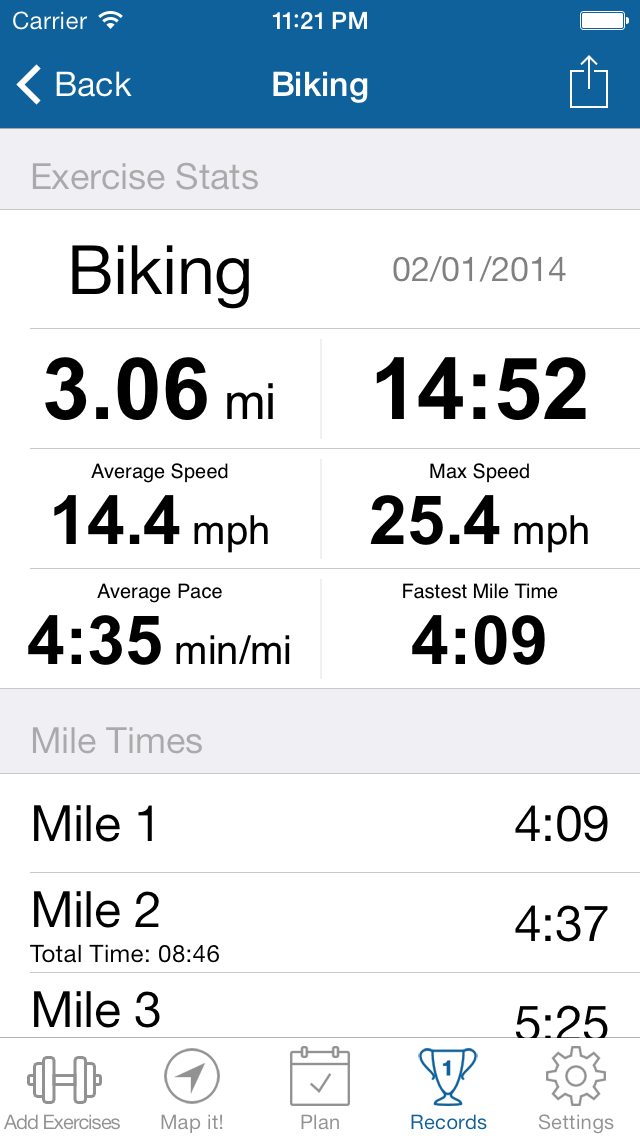 Carrier 11:21 PM
Back Biking
Exercise Stats
Biking 02/01/2014
3.06 mi 14:52
Average Speed Max Speed
14.4 mph 25.4 mph
Average Pace Fastest Mile Time
4:35 min/mi 4:09
Mile Times
Mile 1 4:09
Mile 2 4:37
Total Time: 08:46
Mile 3 5:25
1
Add Exercises Map it! Plan Records Settings